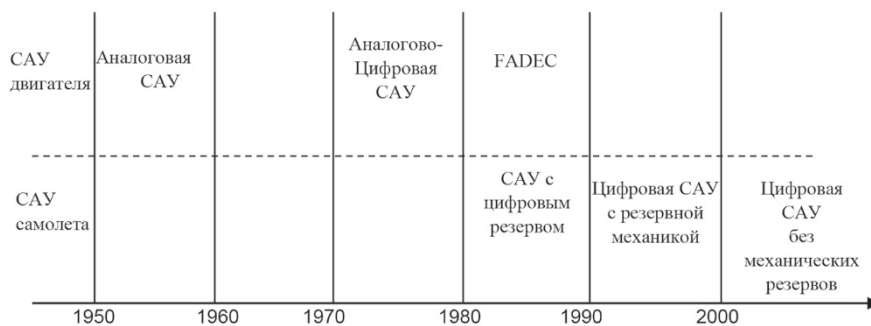 САУ
двигателя
Аналоговая
САУ
Аналогово-
Цифровая
САУ
FADEC
САУ
самолета
САУ с
цифровым
резервом
Цифровая САУ
с резервной
механикой
Цифровая
САУ
без
механических
резервов
1950
1960
1970
1980
1990
2000